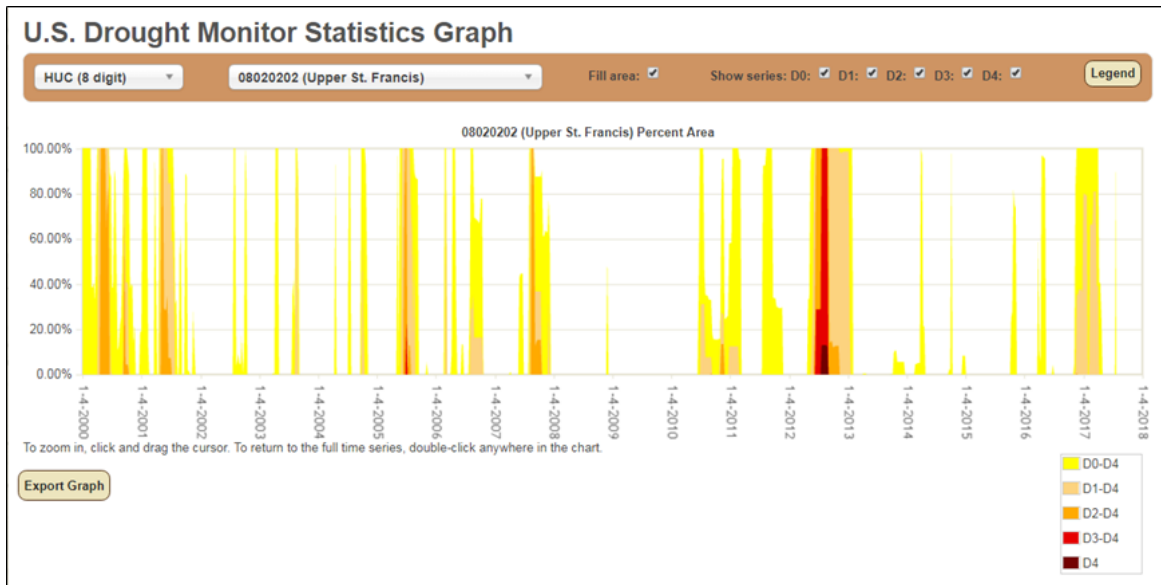 U.S. Drought Monitor Statistics Graph
HUC (8 digit) 08020202 (Upper St. Francis) Fill area: Show series: D0: D1: D2: D3: D4: Legend
08020202 (Upper St. Francis) Percent Area
100.00%
80.00%
60.00%
40.00%
20.00%
0.00%
1-4-2000 1-4-2001 1-4-2002 1-4-2003 1-4-2004 1-4-2005 1-4-2006 1-4-2007 1-4-2008 1-4-2009 1-4-2010 1-4-2011 1-4-2012 1-4-2013 1-4-2014 1-4-2015 1-4-2016 1-4-2017 1-4-2018
To zoom in, click and drag the cursor. To return to the full time series, double-click anywhere in the chart.
Export Graph
D0-D4
D1-D4
D2-D4
D3-D4
D4